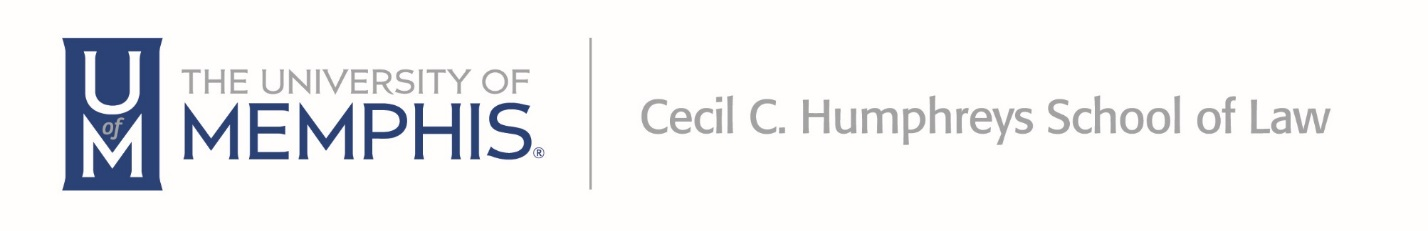 U
of
M
THE UNIVERSITY OF
MEMPHIS®
Cecil C. Humphreys School of Law